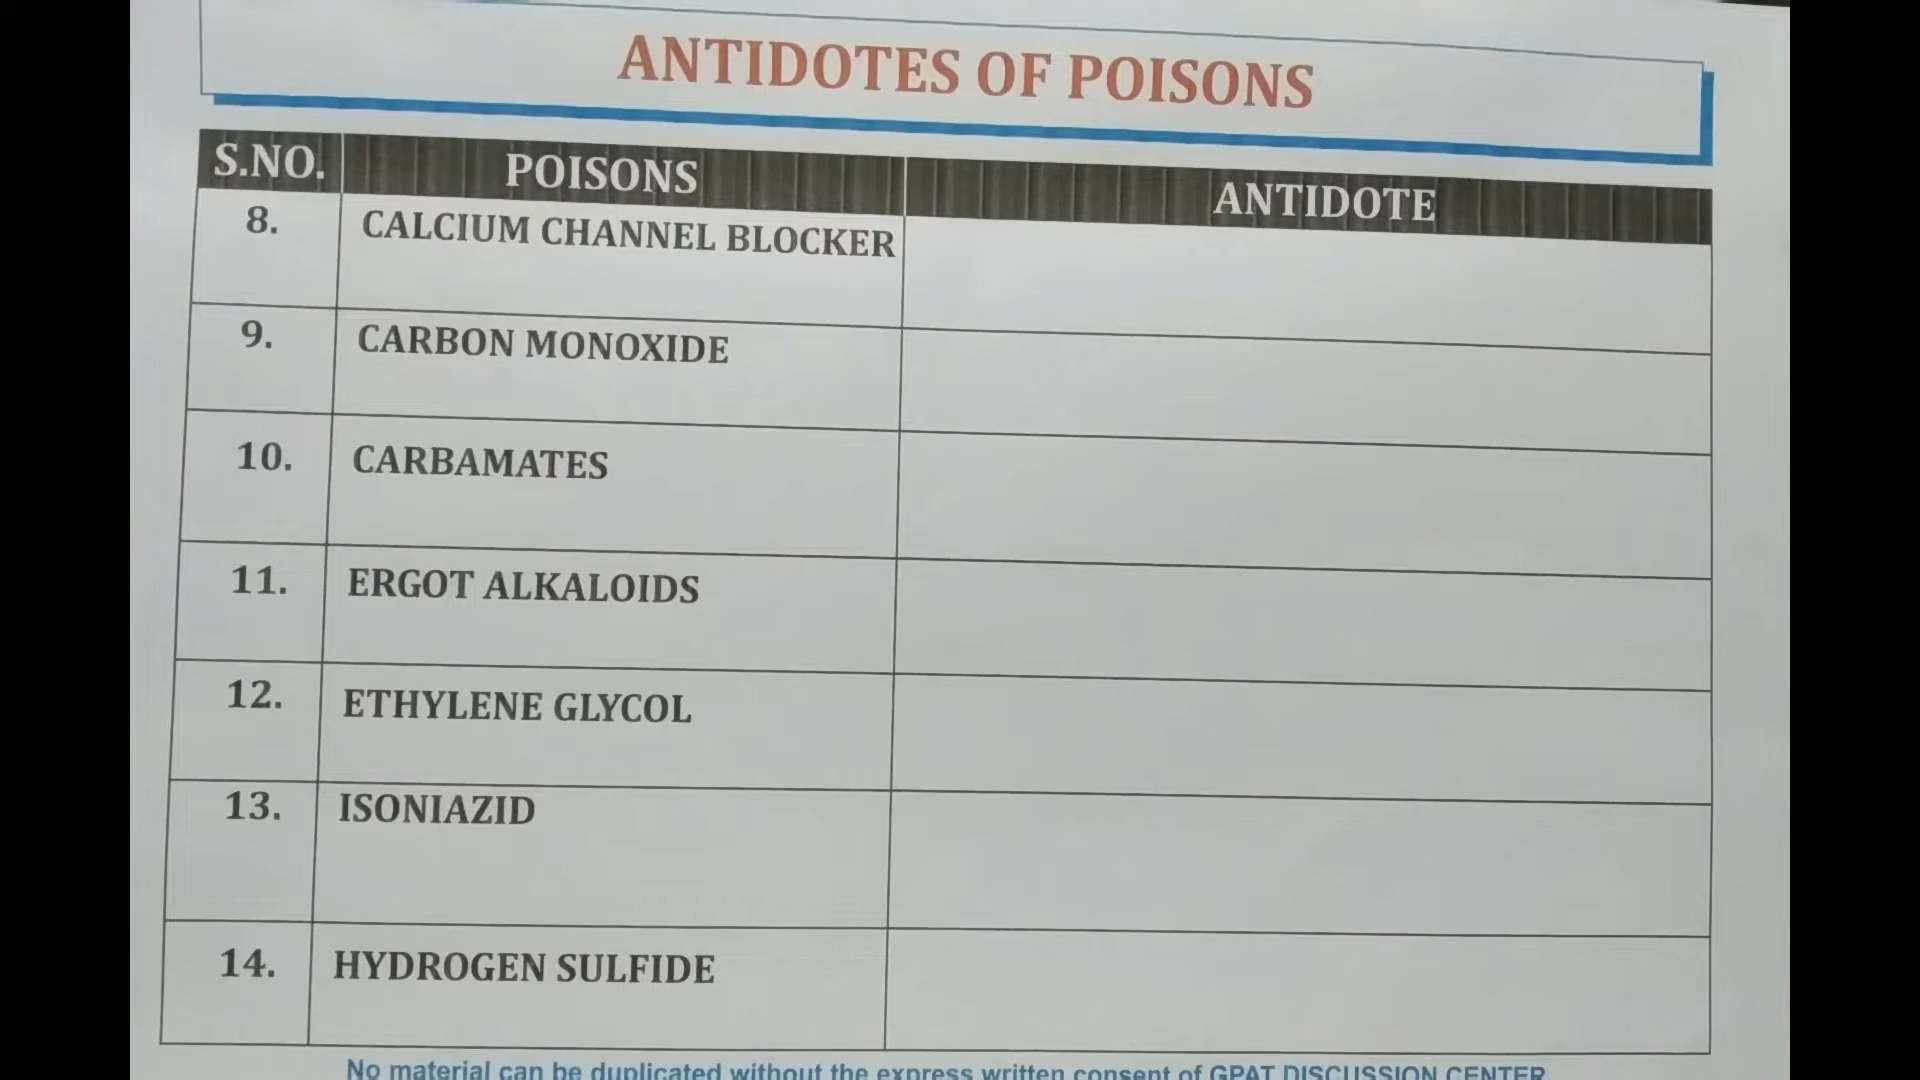 ANTIDOTES OF POISONS
S.NO. POISONS ANTIDOTE
8. CALCIUM CHANNEL BLOCKER
9. CARBON MONOXIDE
10. CARBAMATES
11. ERGOT ALKALOIDS
12. ETHYLENE GLYCOL
13. ISONIAZID
14. HYDROGEN SULFIDE
No material can be duplicated without the express written consent of GPAT DISCUSSION CENTER